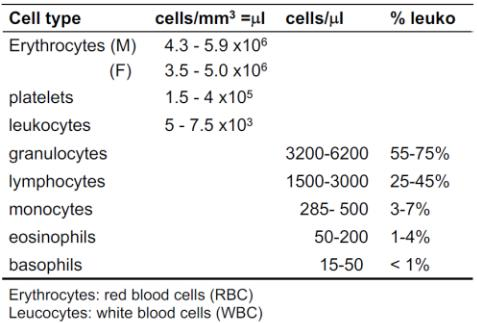 Cell type cells/mm³ =µl cells/µl % leuko
Erythrocytes (M) 4.3 - 5.9 x10⁶
(F) 3.5 - 5.0 x10⁶
platelets 1.5 - 4 x10⁵
leukocytes 5 - 7.5 x10³
granulocytes 3200-6200 55-75%
lymphocytes 1500-3000 25-45%
monocytes 285- 500 3-7%
eosinophils 50-200 1-4%
basophils 15-50 < 1%
Erythrocytes: red blood cells (RBC)
Leucocytes: white blood cells (WBC)